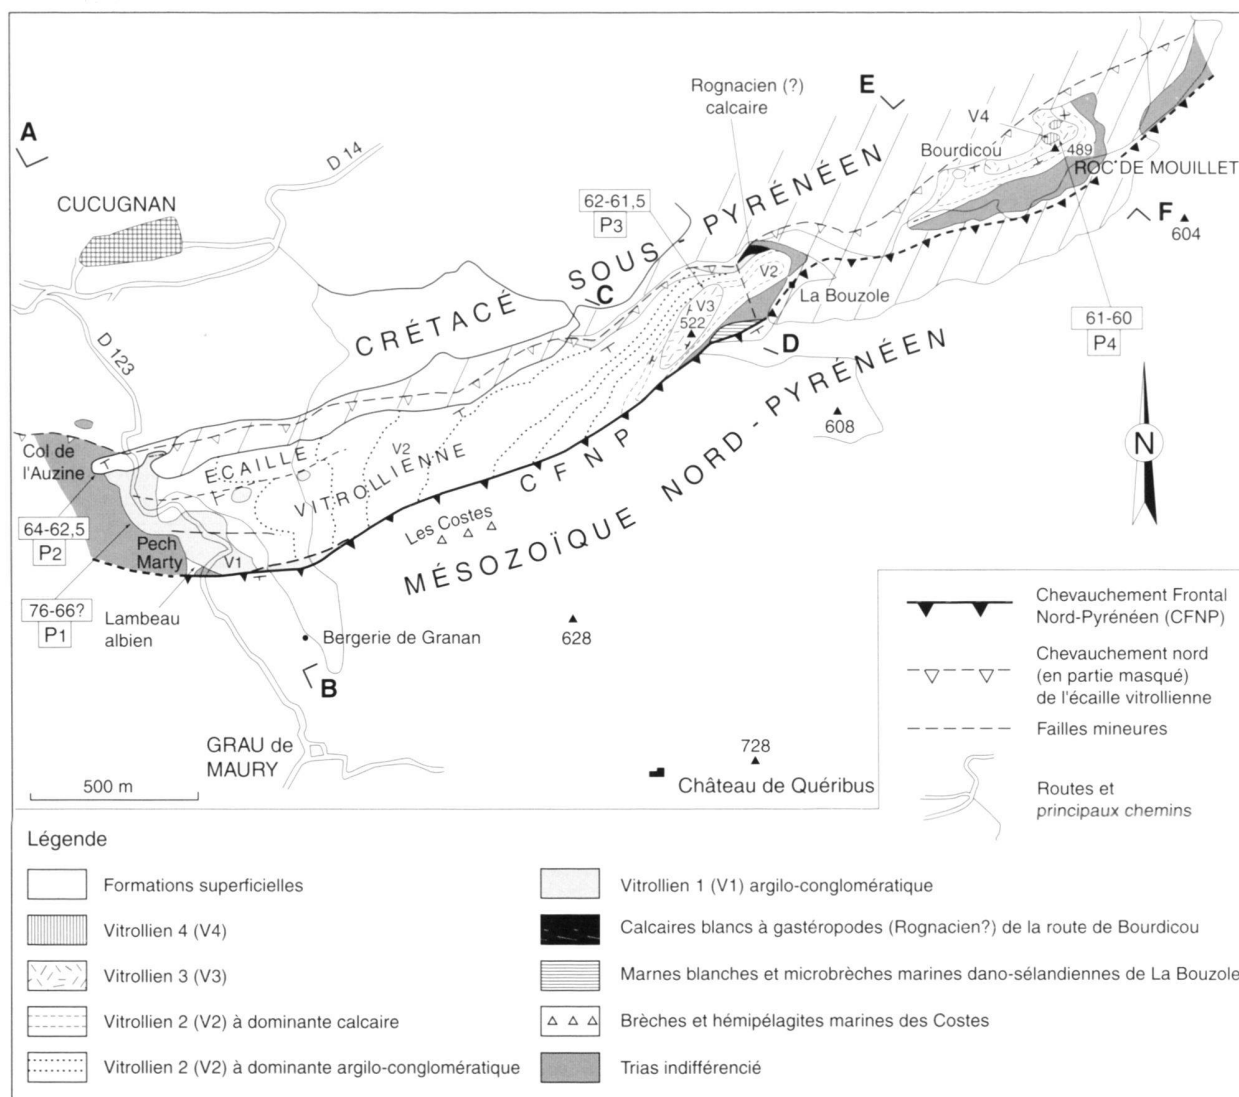 A
CUCUGNAN
D 14
D 123
Rognacien (?)
calcaire
E
V4
Bourdicou
489
ROC DE MOUILLET
F
604
62-61,5
P3
C
CRÉTACÉ SOUS-PYRÉNÉEN
V2
V3
522
La Bouzole
D
61-60
P4
608
N
Col de
l'Auzine
ECAILLE
VITROLLIENNE
V2
CFNP
Les Costes
MÉSOZOÏQUE NORD-PYRÉNÉEN
64-62,5
P2
Pech
Marty
V1
76-66?
P1
Lambeau
albien
Bergerie de Granan
B
628
GRAU de
MAURY
728
Château de Quéribus
500 m
Chevauchement Frontal
Nord-Pyrénéen (CFNP)
Chevauchement nord
(en partie masqué)
de l'écaille vitrollienne
Failles mineures
Routes et
principaux chemins
Légende
Formations superficielles
Vitrollien 4 (V4)
Vitrollien 3 (V3)
Vitrollien 2 (V2) à dominante calcaire
Vitrollien 2 (V2) à dominante argilo-conglomératique
Vitrollien 1 (V1) argilo-conglomératique
Calcaires blancs à gastéropodes (Rognacien?) de la route de Bourdicou
Marnes blanches et microbrèches marines dano-sélandiennes de La Bouzole
Brèches et hémipélagites marines des Costes
Trias indifférencié